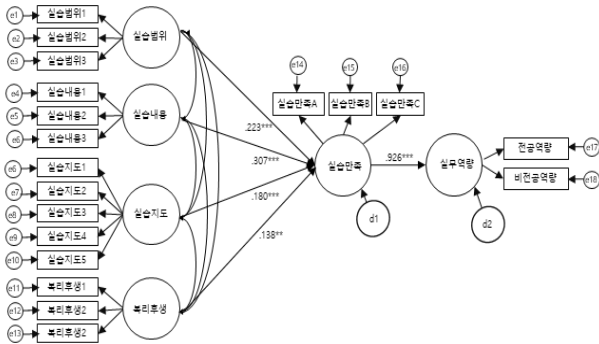 e1 실습범위1
e2 실습범위2
e3 실습범위3
실습범위
e4 실습내용1
e5 실습내용2
e6 실습내용3
실습내용
e6 실습지도1
e7 실습지도2
e8 실습지도3
e9 실습지도4
e10 실습지도5
실습지도
e11 복리후생1
e12 복리후생2
e13 복리후생2
복리후생
.223***
.307***
.180***
.138**
e14 e15 e16
실습만족A 실습만족B 실습만족C
실습만족
d1
.926***
실무역량
d2
전공역량 e17
비전공역량 e18